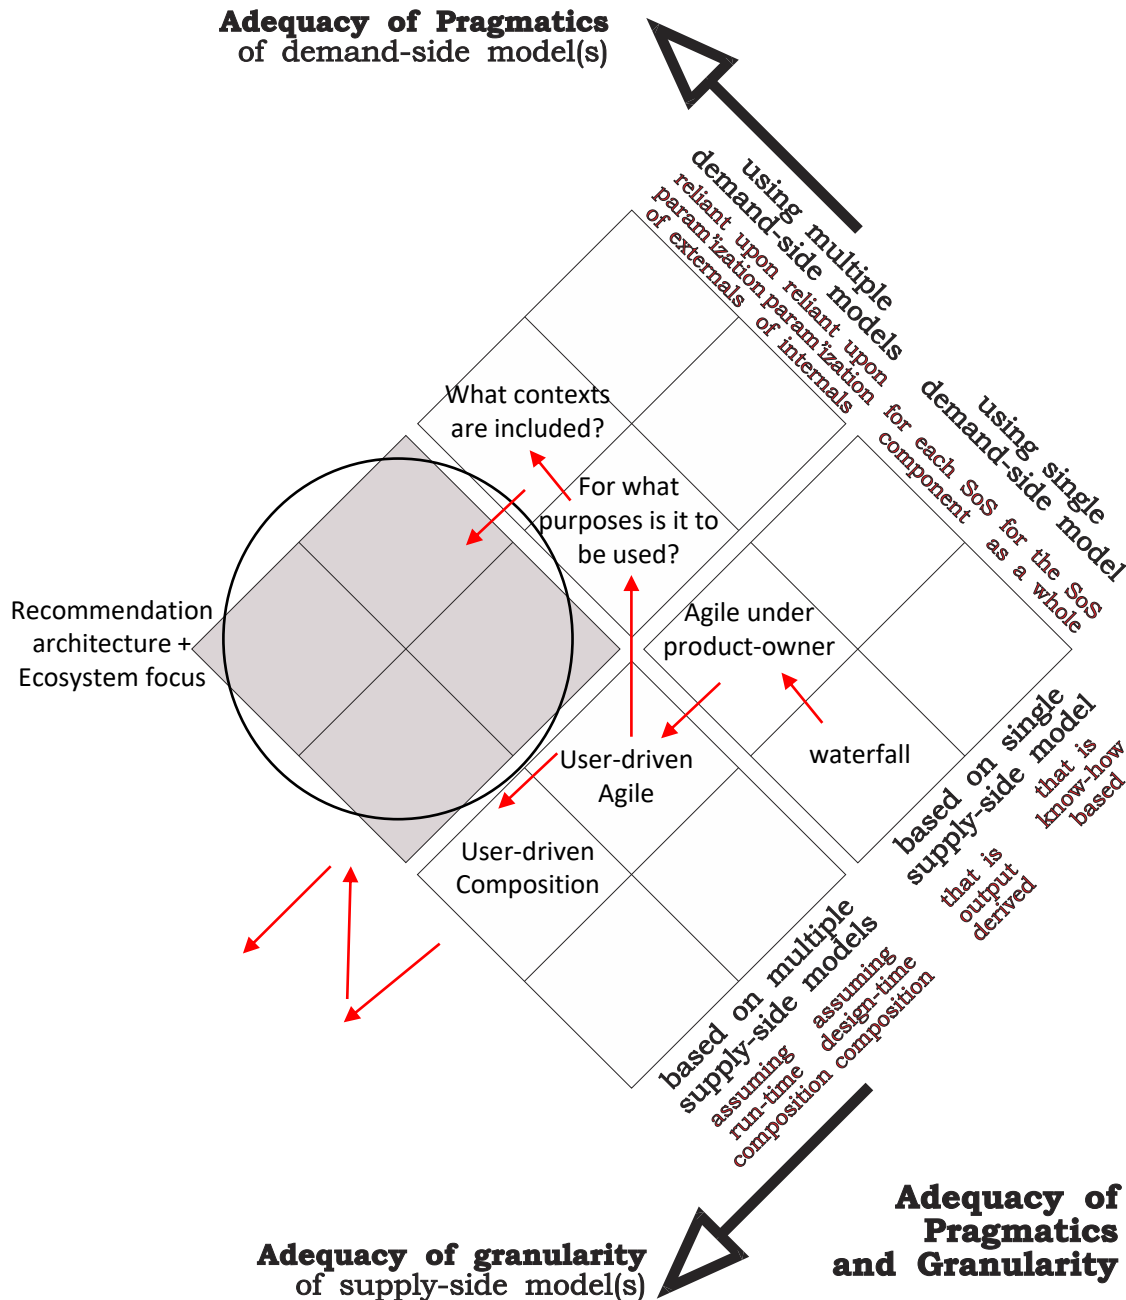 Adequacy of Pragmatics
of demand-side model(s)
using multiple
demand-side models
reliant upon
param'ization
of externals
reliant upon
param'ization
of internals
using single
demand-side model
for each SoS
component
for the SoS
as a whole
What contexts
are included?
For what
purposes is it to
be used?
Recommendation
architecture +
Ecosystem focus
Agile under
product-owner
waterfall
User-driven
Agile
User-driven
Composition
based on single
supply-side model
that is
know-how
based
that is
output
derived
based on multiple
supply-side models
assuming
design-time
composition
assuming
run-time
composition
Adequacy of granularity
of supply-side model(s)
Adequacy of
Pragmatics
and Granularity